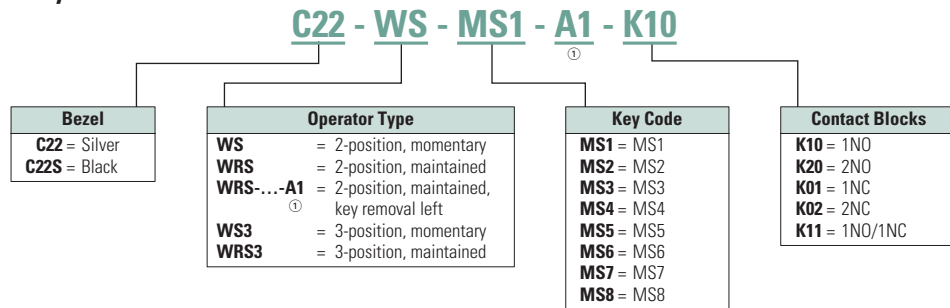 C22 - WS - MS1 - A1 - K10
①
Bezel
C22 = Silver
C22S = Black
Operator Type
WS = 2-position, momentary
WRS = 2-position, maintained
WRS-...-A1 = 2-position, maintained,
① key removal left
WS3 = 3-position, momentary
WRS3 = 3-position, maintained
Key Code
MS1 = MS1
MS2 = MS2
MS3 = MS3
MS4 = MS4
MS5 = MS5
MS6 = MS6
MS7 = MS7
MS8 = MS8
Contact Blocks
K10 = 1NO
K20 = 2NO
K01 = 1NC
K02 = 2NC
K11 = 1NO/1NC